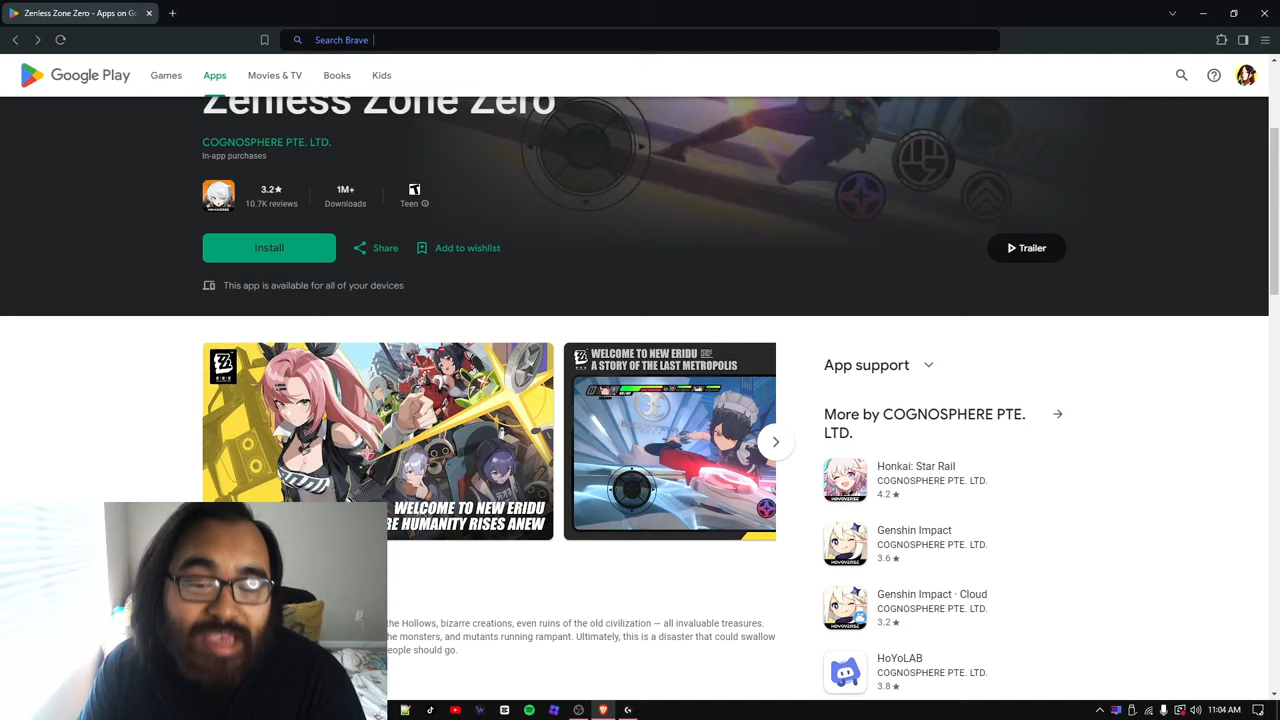 Zenless Zone Zero - Apps on G
Search Brave
Google Play
Games
Apps
Movies & TV
Books
Kids
Zenless Zone Zero
COGNOSPHERE PTE. LTD.
In-app purchases
3.2★
10.7K reviews
1M+
Downloads
T
Teen
Install
Share
Add to wishlist
Trailer
This app is available for all of your devices
WELCOME TO NEW ERIDU
RE HUMANITY RISES ANEW
WELCOME TO NEW ERIDU
A STORY OF THE LAST METROPOLIS
App support
More by COGNOSPHERE PTE.
LTD.
Honkai: Star Rail
COGNOSPHERE PTE. LTD.
4.2 ★
Genshin Impact
COGNOSPHERE PTE. LTD.
3.6 ★
Genshin Impact · Cloud
COGNOSPHERE PTE. LTD.
3.2 ★
HoYoLAB
COGNOSPHERE PTE. LTD.
3.8 ★
the Hollows, bizarre creations, even ruins of the old civilization — all invaluable treasures.
he monsters, and mutants running rampant. Ultimately, this is a disaster that could swallow
eople should go.
11:04 AM